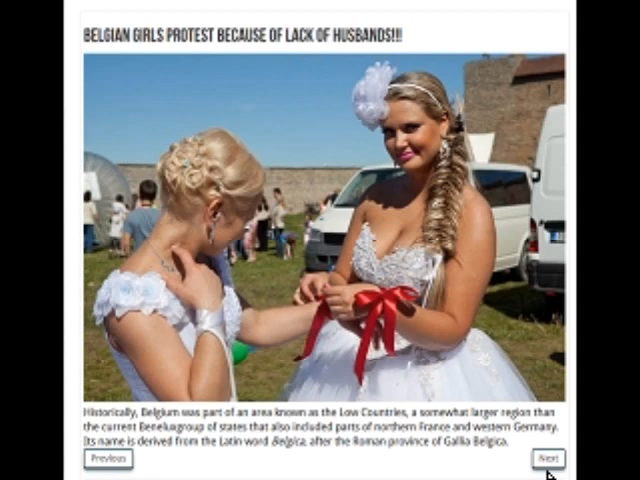 BELGIAN GIRLS PROTEST BECAUSE OF LACK OF HUSBANDS!!!
Historically, Belgium was part of an area known as the Low Countries, a somewhat larger region than
the current Beneluxgroup of states that also included parts of northern France and western Germany.
Its name is derived from the Latin word Belgica, after the Roman province of Gallia Belgica.
Previous
Next